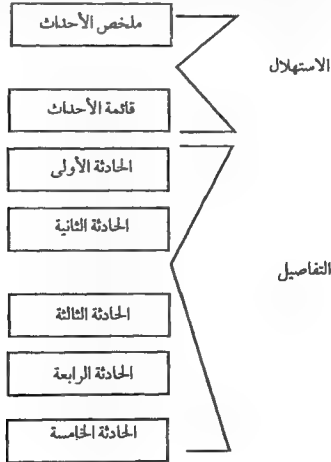 ملخص الأحداث
الاستهلال
قائمة الأحداث
الحادثة الأولى
الحادثة الثانية
التفاصيل
الحادثة الثالثة
الحادثة الرابعة
الحادثة الخامسة